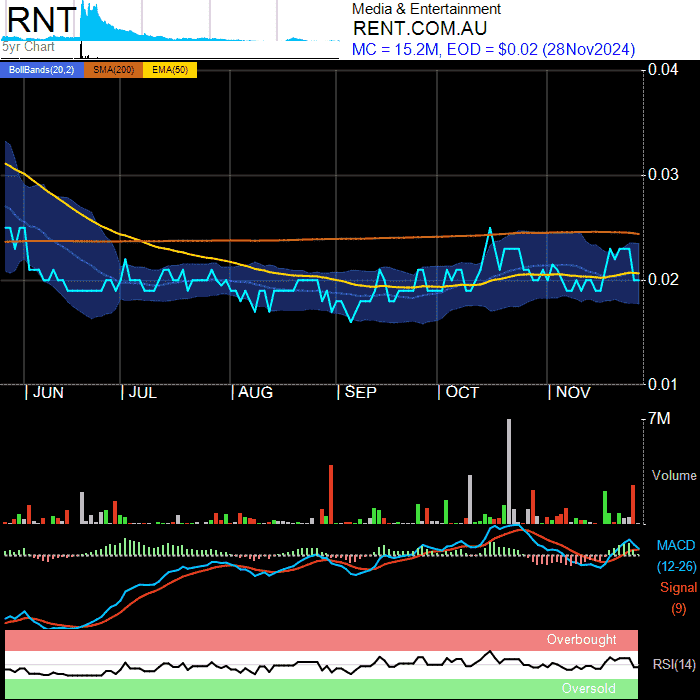 RNT
Media & Entertainment
RENT.COM.AU
5yr Chart
MC = 15.2M, EOD = $0.02 (28Nov2024)
BollBands(20,2) SMA(200) EMA(50)
0.04
0.03
0.02
0.01
JUN JUL AUG SEP OCT NOV
7M
Volume
MACD
(12-26)
Signal
(9)
Overbought
RSI(14)
Oversold